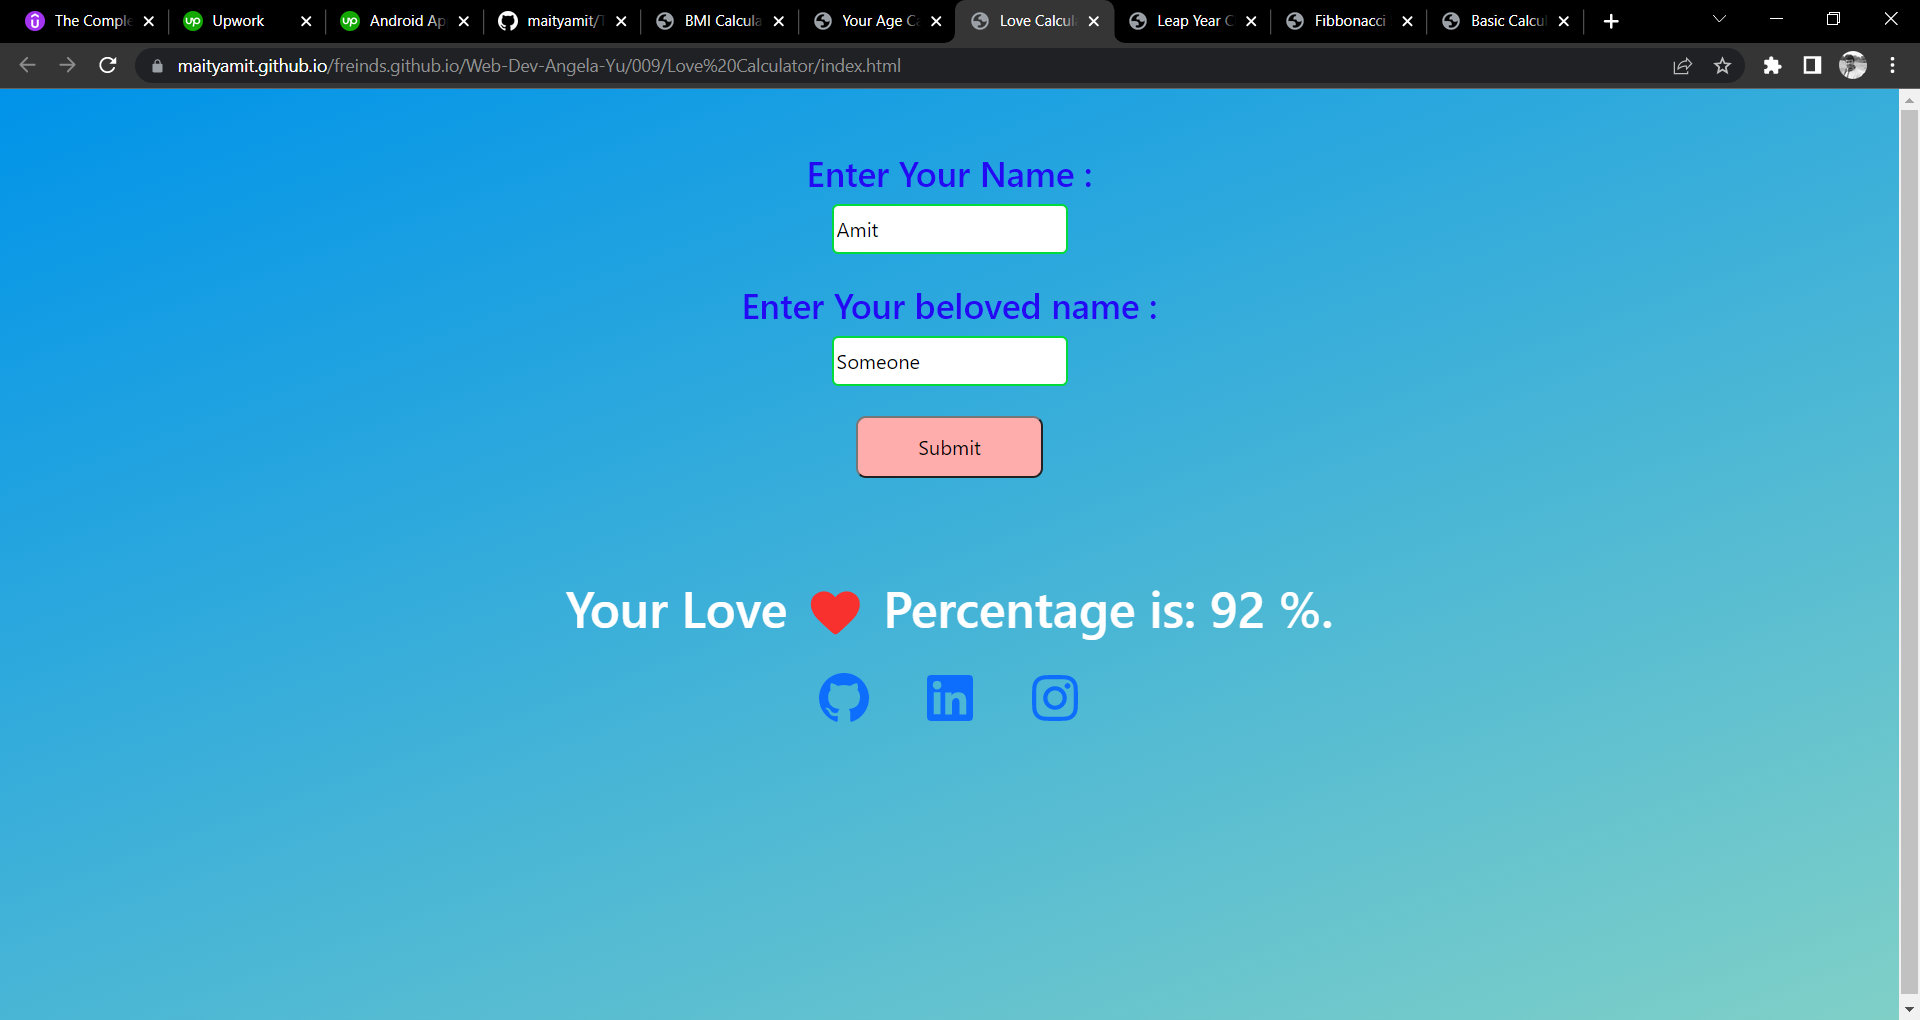 The Comple
Upwork
Android Ap
maityamit/T
BMI Calcula
Your Age Ca
Love Calcula
Leap Year C
Fibbonacci
Basic Calcul
maityamit.github.io/freinds.github.io/Web-Dev-Angela-Yu/009/Love%20Calculator/index.html
Enter Your Name :
Amit
Enter Your beloved name :
Someone
Submit
Your Love Percentage is: 92 %.